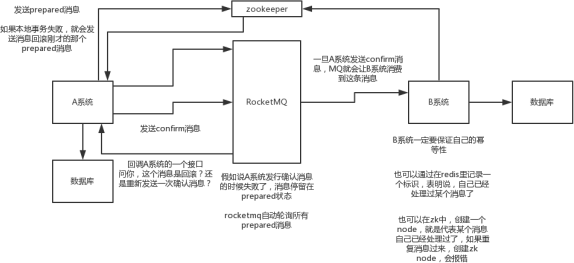 发送prepared消息
zookeeper
如果本地事务失败，就会发
送消息回滚刚才的那个
prepared消息
一旦A系统发送confirm消
息，MQ就会让B系统消费
到这条消息
A系统
RocketMQ
B系统
数据库
发送confirm消息
B系统一定要保证自己的幂
等性
数据库
回调A系统的一个接口
问你，这个消息是回滚？还
是重新发送一次确认消息？
假如说A系统发行确认消息
的时候失败了，消息停留在
prepared状态
也可以通过在redis里记录一
个标识，表明说，自己已经
处理过某个消息了
rocketmq自动轮询所有
prepared消息
也可以在zk中，创建一个
node，就是代表某个消息
自己已经处理过了，如果重
复消息过来，创建zk
node，会报错